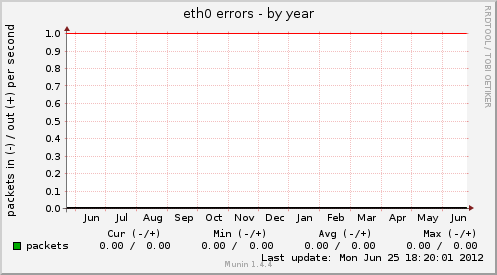 eth0 errors - by year
RRDTOOL / TOBI OETIKER
packets in (-) / out (+) per second
1.0
0.9
0.8
0.7
0.6
0.5
0.4
0.3
0.2
0.1
0.0
Jun Jul Aug Sep Oct Nov Dec Jan Feb Mar Apr May Jun
Cur (-/+) Min (-/+) Avg (-/+) Max (-/+)
packets 0.00 / 0.00 0.00 / 0.00 0.00 / 0.00 0.00 / 0.00
Last update: Mon Jun 25 18:20:01 2012
Munin 1.4.4